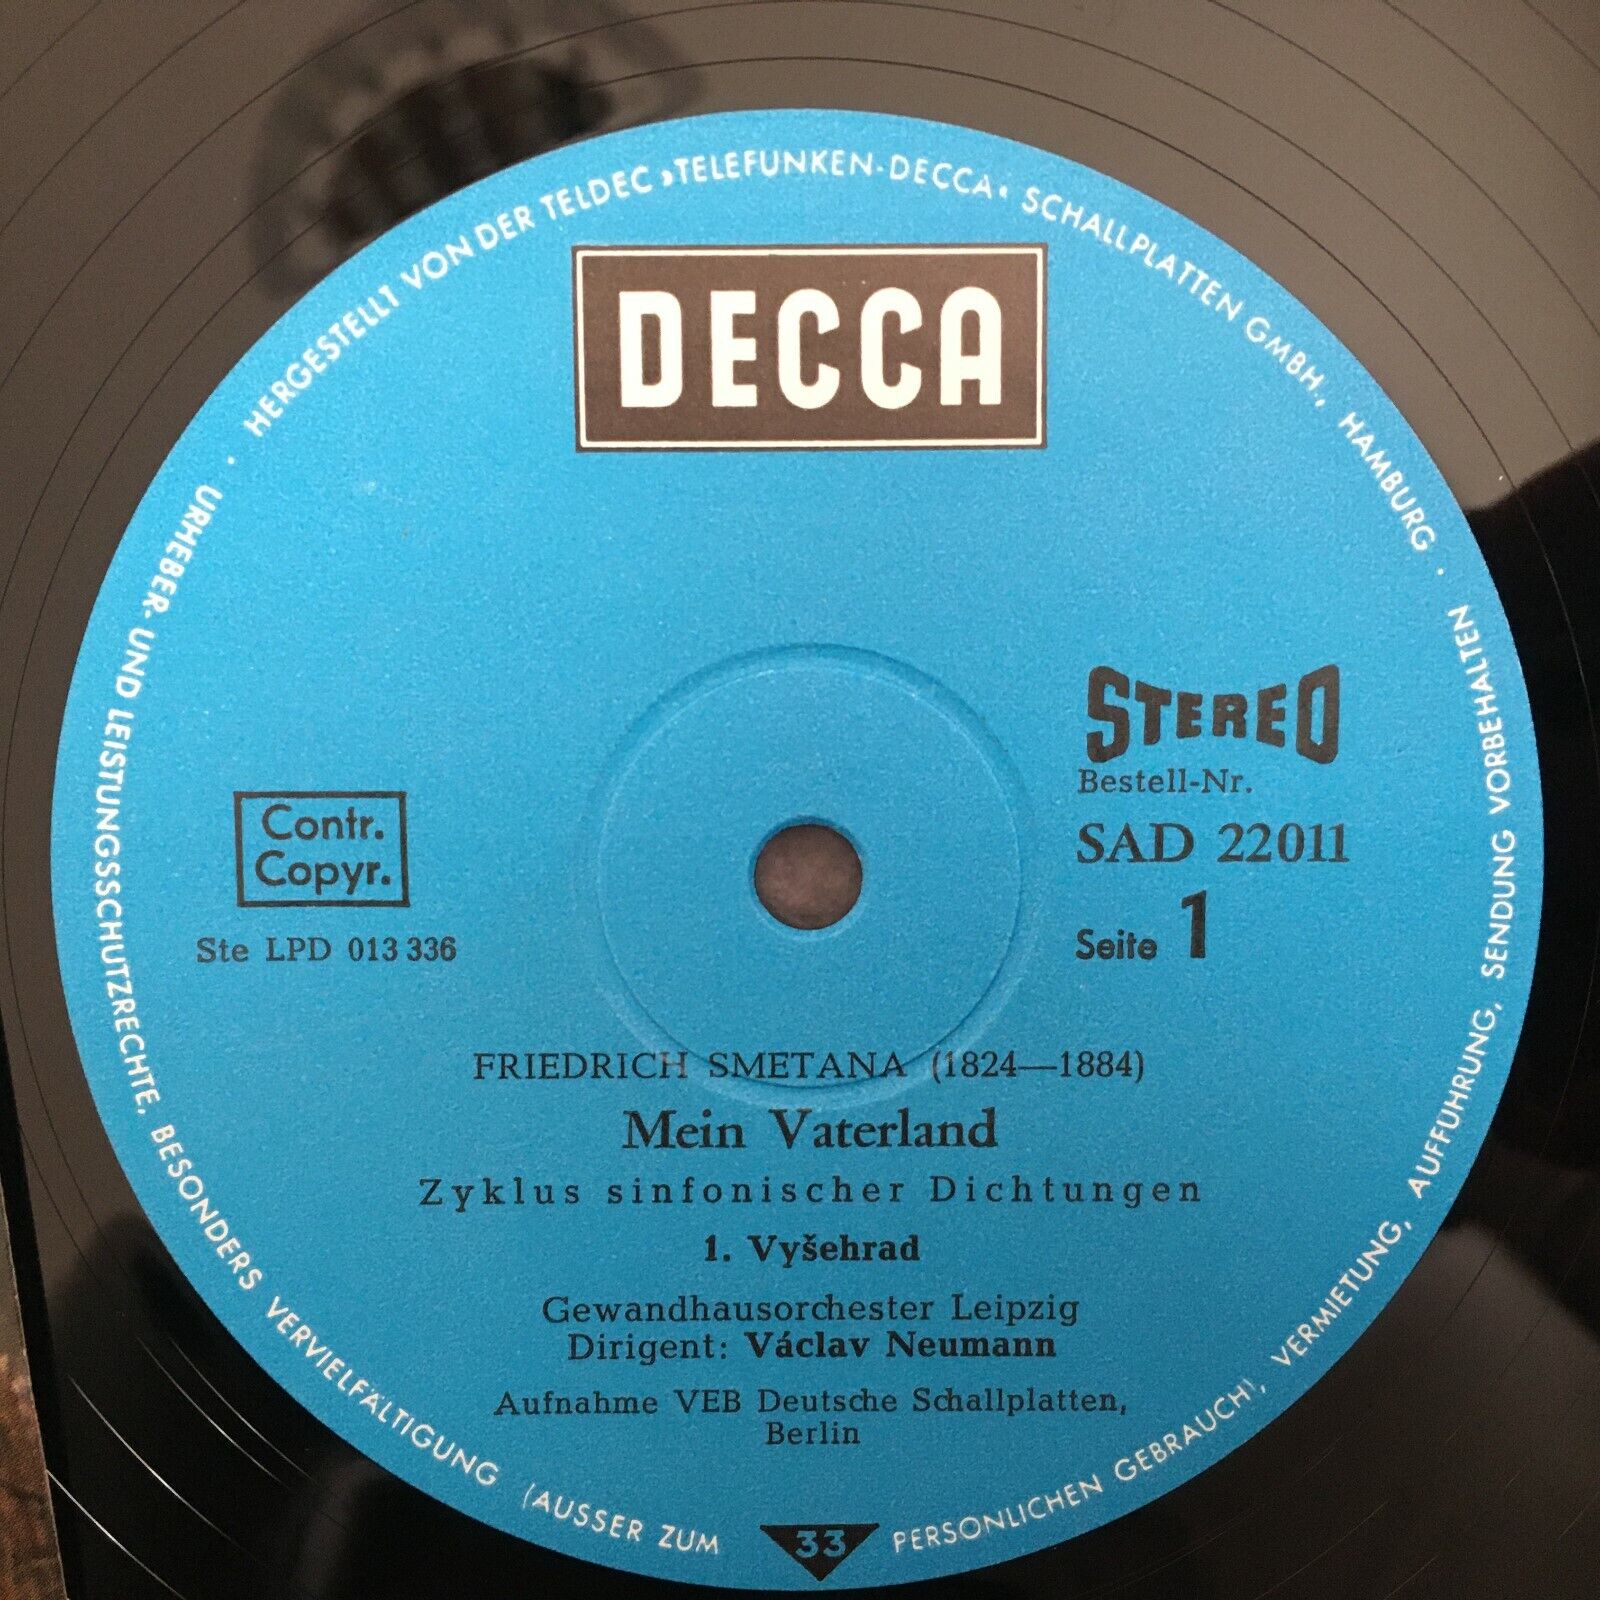 HERGESTELLT VON DER TELDEC »TELEFUNKEN-DECCA« SCHALLPLATTEN GMBH., HAMBURG ·
URHEBER- UND LEISTUNGSSCHUTZRECHTE, BESONDERS VERVIELFÄLTIGUNG (AUSSER ZUM PERSÖNLICHEN GEBRAUCH!), VERMIETUNG, AUFFÜHRUNG, SENDUNG VORBEHALTEN ·
DECCA
STEREO
Bestell-Nr.
SAD 22011
Seite 1
Contr.
Copyr.
Ste LPD 013 336
FRIEDRICH SMETANA (1824—1884)
Mein Vaterland
Zyklus sinfonischer Dichtungen
1. Vyšehrad
Gewandhausorchester Leipzig
Dirigent: Václav Neumann
Aufnahme VEB Deutsche Schallplatten,
Berlin
33